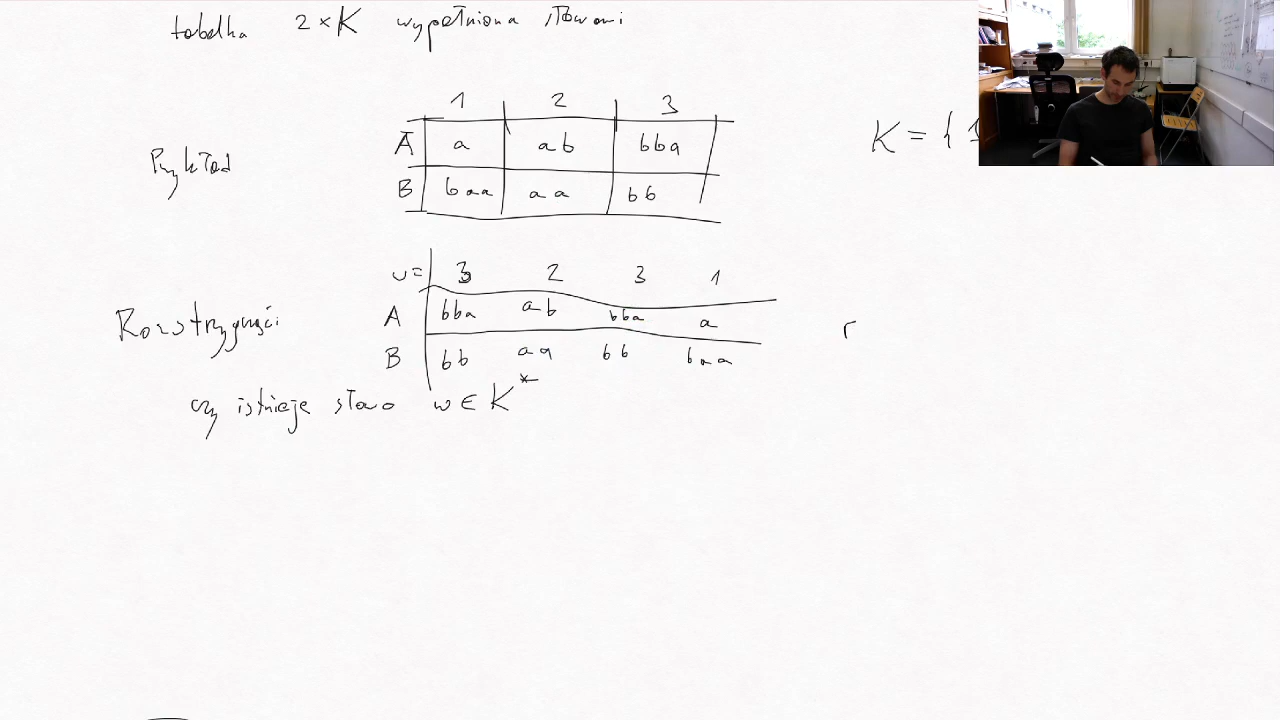 tabelka 2 × K wypełniona słowami
1 2 3
A a ab bba
K = { 1
Przykład
B baa aa bb
w = 3 2 3 1
A bba ab bba a
Rozstrzygnąć
B bb aa bb baa
czy istnieje słowo w ∈ K*